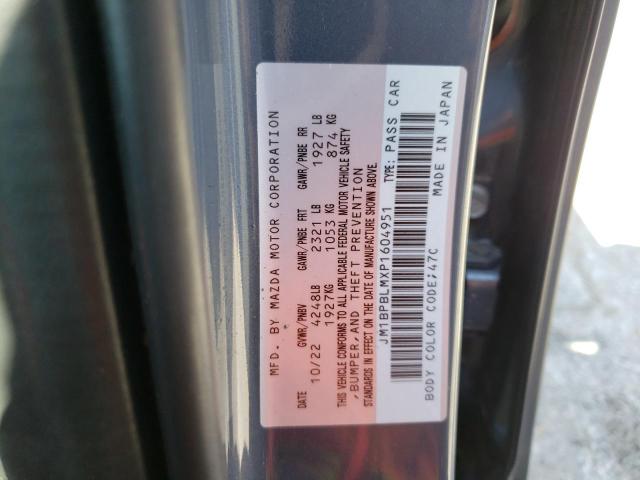 MFD. BY MAZDA MOTOR CORPORATION
DATE GVWR/PNBV GAWR/PNBE FRT GAWR/PNBE RR
10/22 4248LB 2321 LB 1927 LB
1927KG 1053 KG 874 KG
THIS VEHICLE CONFORMS TO ALL APPLICABLE FEDERAL MOTOR VEHICLE SAFETY
,BUMPER,AND THEFT PREVENTION
STANDARDS IN EFFECT ON THE DATE OF MANUFACTURE SHOWN ABOVE.
JM1BPBLMXP1604951 TYPE: PASS CAR
BODY COLOR CODE:47C MADE IN JAPAN